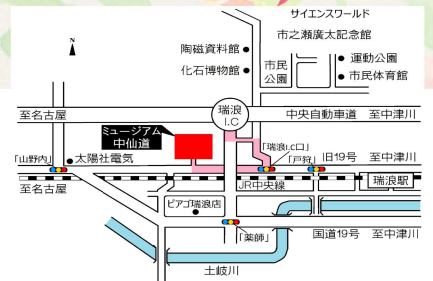 サイエンスワールド
市之瀬廣太記念館
陶磁資料館
化石博物館
市民
公園
運動公園
市民体育館
N
瑞浪
I.C
至名古屋
中央自動車道
至中津川
ミュージアム
中仙道
「瑞浪I.C口」
「戸狩」
旧19号
至中津川
「山野内」
太陽社電気
至名古屋
JR中央線
瑞浪駅
ピアゴ瑞浪店
「薬師」
国道19号
至中津川
土岐川